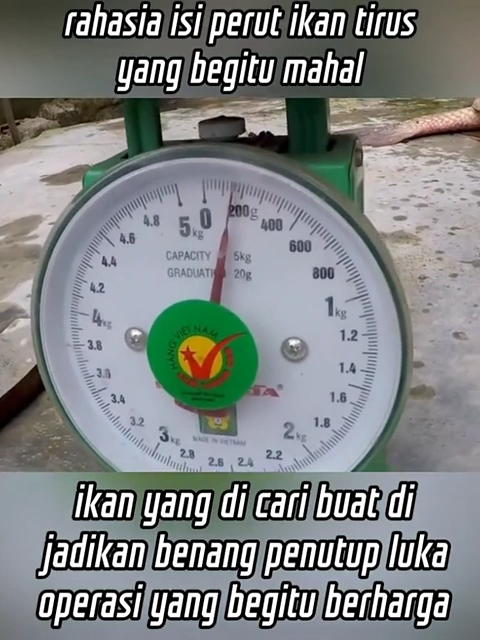 rahasia isi perut ikan tirus
yang begitu mahal
5kg 0 200g
4.8 400
4.6 600
4.4 800
4.2 1kg
4kg 1.2
3.8 1.4
3.6 1.6
3.4 1.8
3.2 2kg
3kg 2.2
2.8 2.6 2.4
CAPACITY 5kg
GRADUATI 20g
HÀNG VIỆT NAM
MADE IN VIETNAM
ikan yang di cari buat di
jadikan benang penutup luka
operasi yang begitu berharga